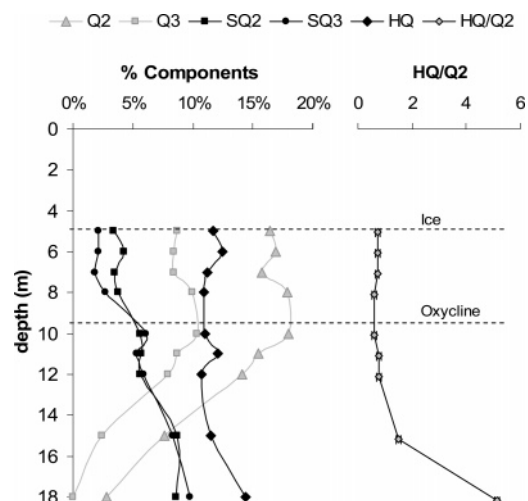 Q2 Q3 SQ2 SQ3 HQ HQ/Q2
% Components HQ/Q2
0% 5% 10% 15% 20% 0 2 4 6
0
2
4
Ice
6
8
Oxycline
10
12
14
16
18
depth (m)